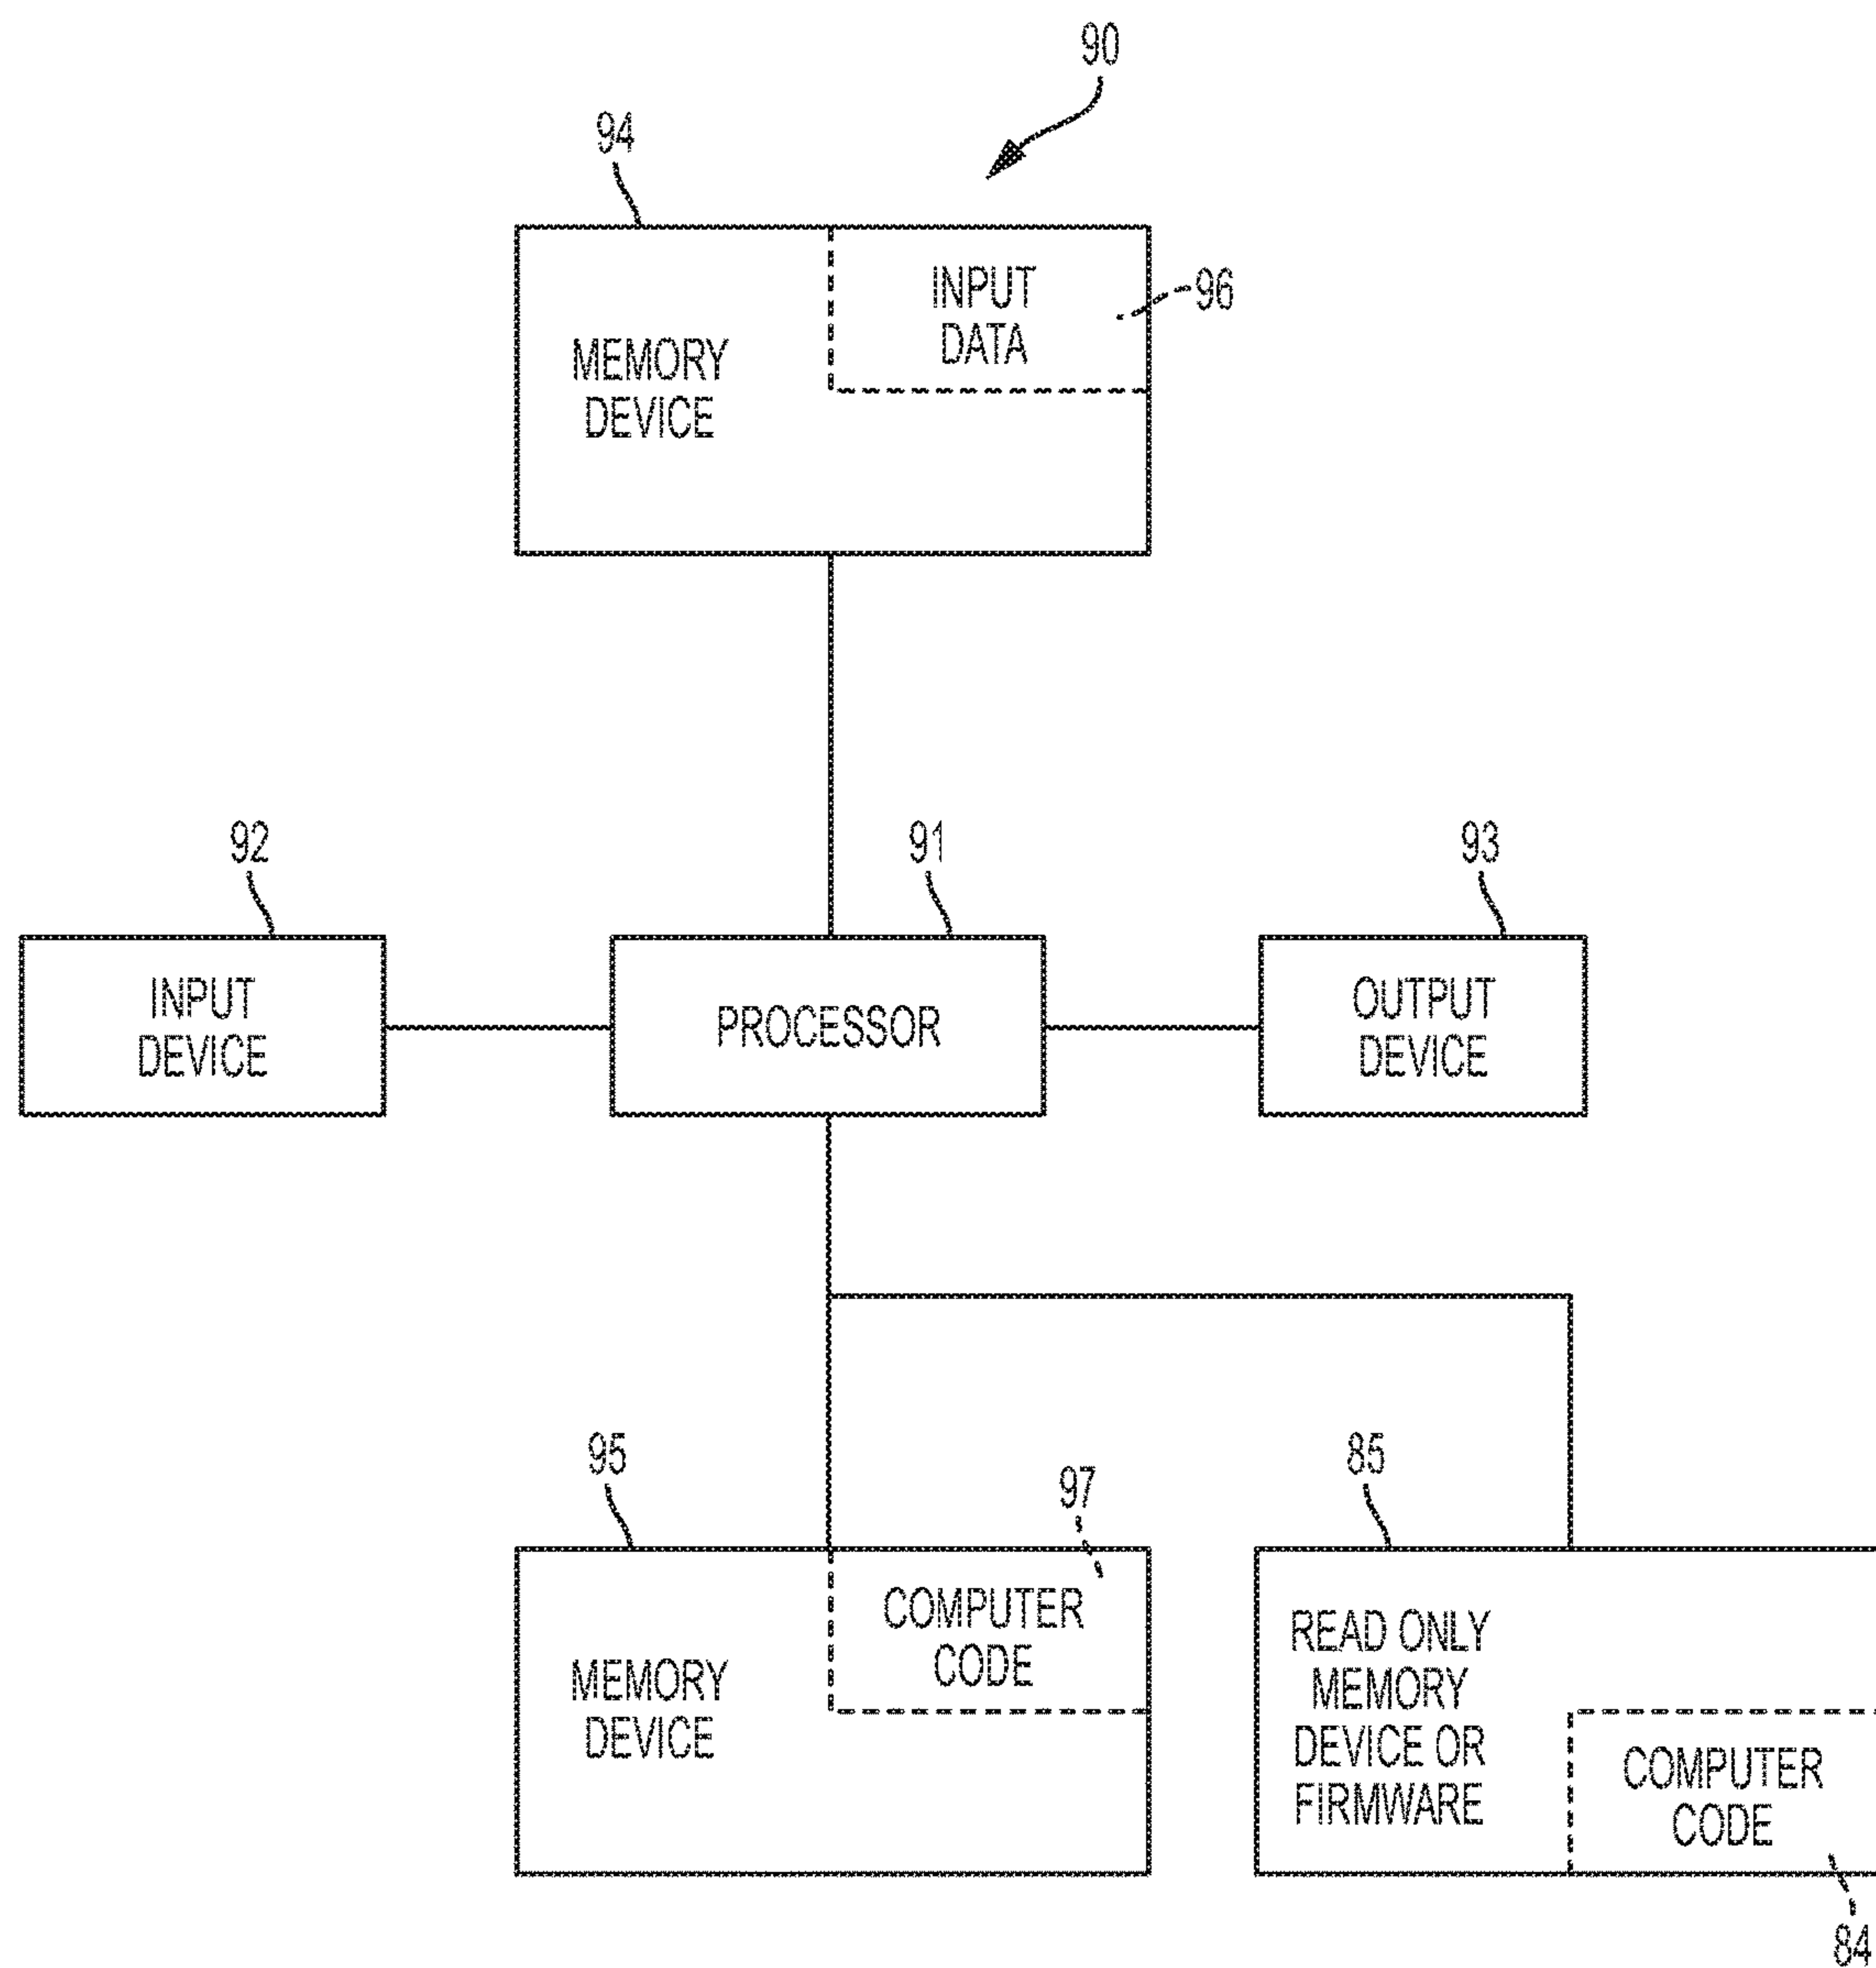 90
94
INPUT
DATA
96
MEMORY
DEVICE
92
91
93
INPUT
DEVICE
PROCESSOR
OUTPUT
DEVICE
95
97
85
COMPUTER
CODE
MEMORY
DEVICE
READ ONLY
MEMORY
DEVICE OR
FIRMWARE
COMPUTER
CODE
84